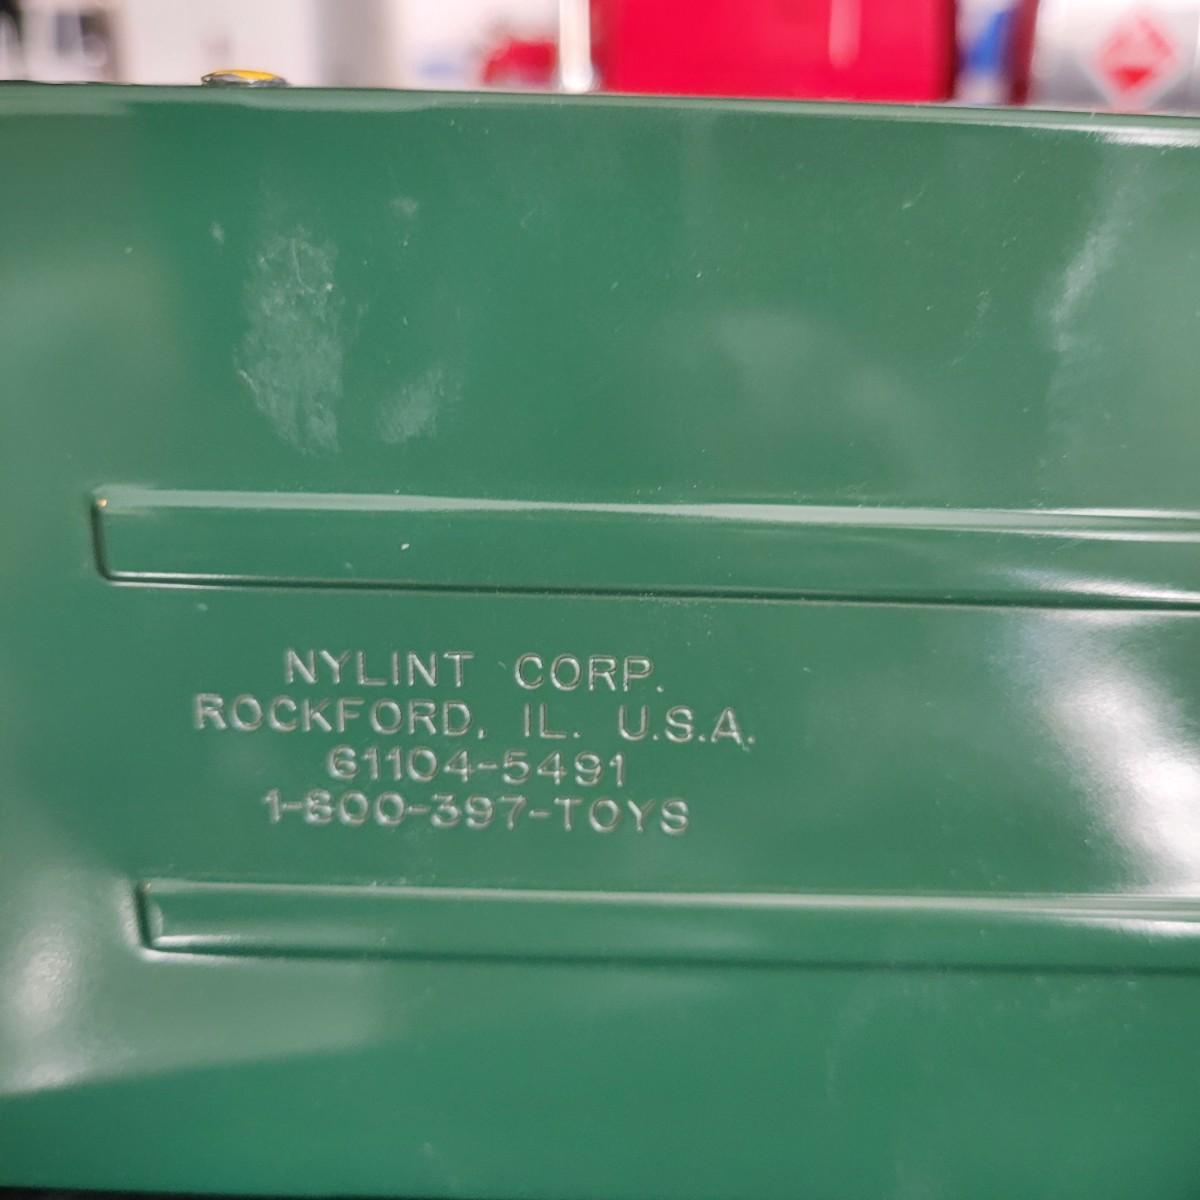 NYLINT CORP.
ROCKFORD, IL. U.S.A.
61104-5491
1-800-397-TOYS